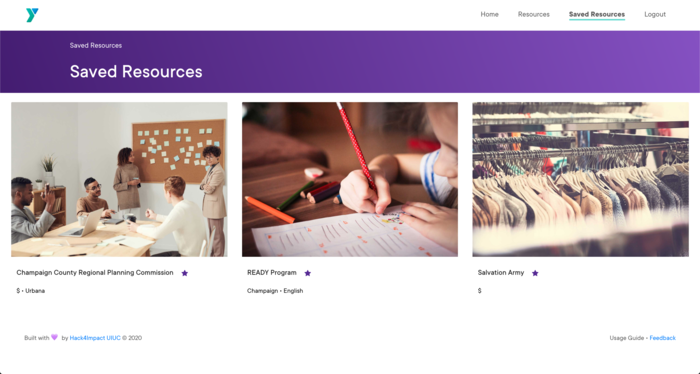 Home Resources Saved Resources Logout
Saved Resources
Saved Resources
Champaign County Regional Planning Commission ★
READY Program ★
Salvation Army ★
$ • Urbana
Champaign • English
$
Built with 💜 by Hack4Impact UIUC © 2020
Usage Guide • Feedback